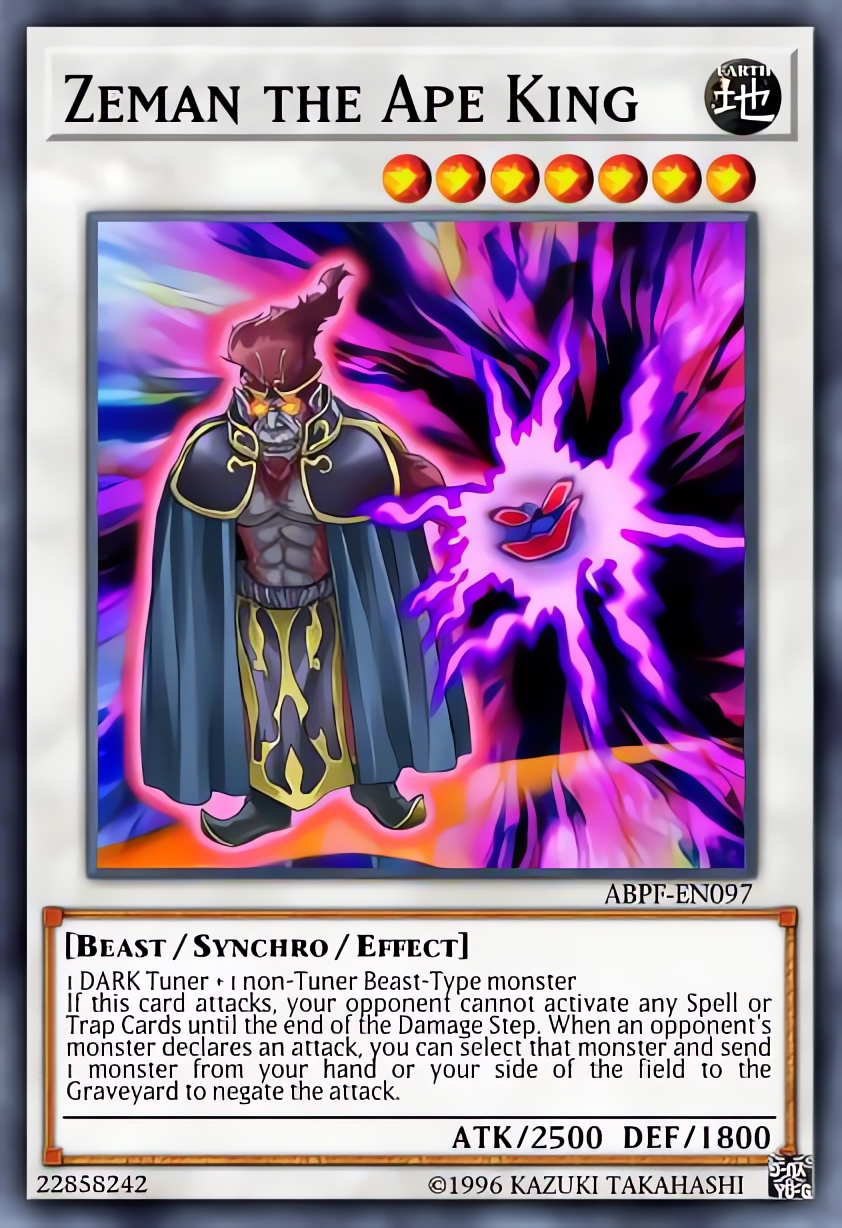 Zeman the Ape King
EARTH
地
ABPF-EN097
[Beast / Synchro / Effect]
1 DARK Tuner + 1 non-Tuner Beast-Type monster
If this card attacks, your opponent cannot activate any Spell or
Trap Cards until the end of the Damage Step. When an opponent's
monster declares an attack, you can select that monster and send
1 monster from your hand or your side of the field to the
Graveyard to negate the attack.
ATK/2500 DEF/1800
22858242
©1996 KAZUKI TAKAHASHI